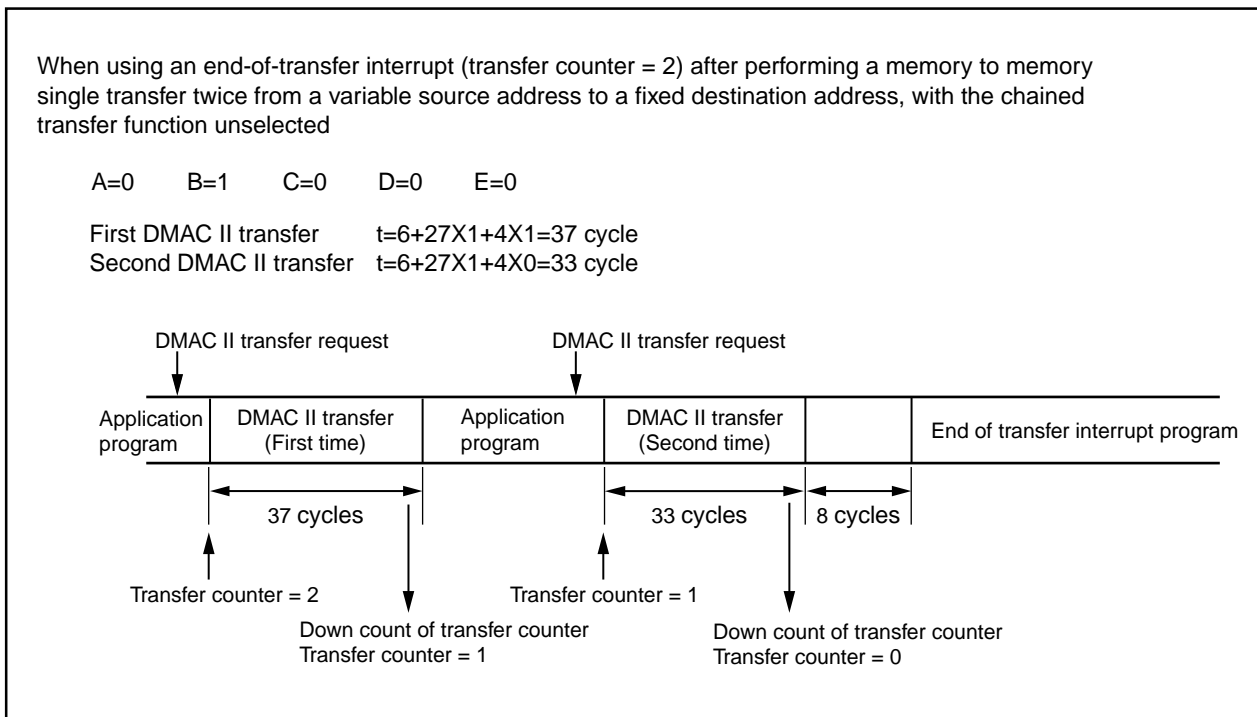 When using an end-of-transfer interrupt (transfer counter = 2) after performing a memory to memory
single transfer twice from a variable source address to a fixed destination address, with the chained
transfer function unselected
A=0 B=1 C=0 D=0 E=0
First DMAC II transfer t=6+27X1+4X1=37 cycle
Second DMAC II transfer t=6+27X1+4X0=33 cycle
DMAC II transfer request
DMAC II transfer request
Application
program
DMAC II transfer
(First time)
Application
program
DMAC II transfer
(Second time)
End of transfer interrupt program
37 cycles
33 cycles
8 cycles
Transfer counter = 2
Transfer counter = 1
Down count of transfer counter
Transfer counter = 1
Down count of transfer counter
Transfer counter = 0